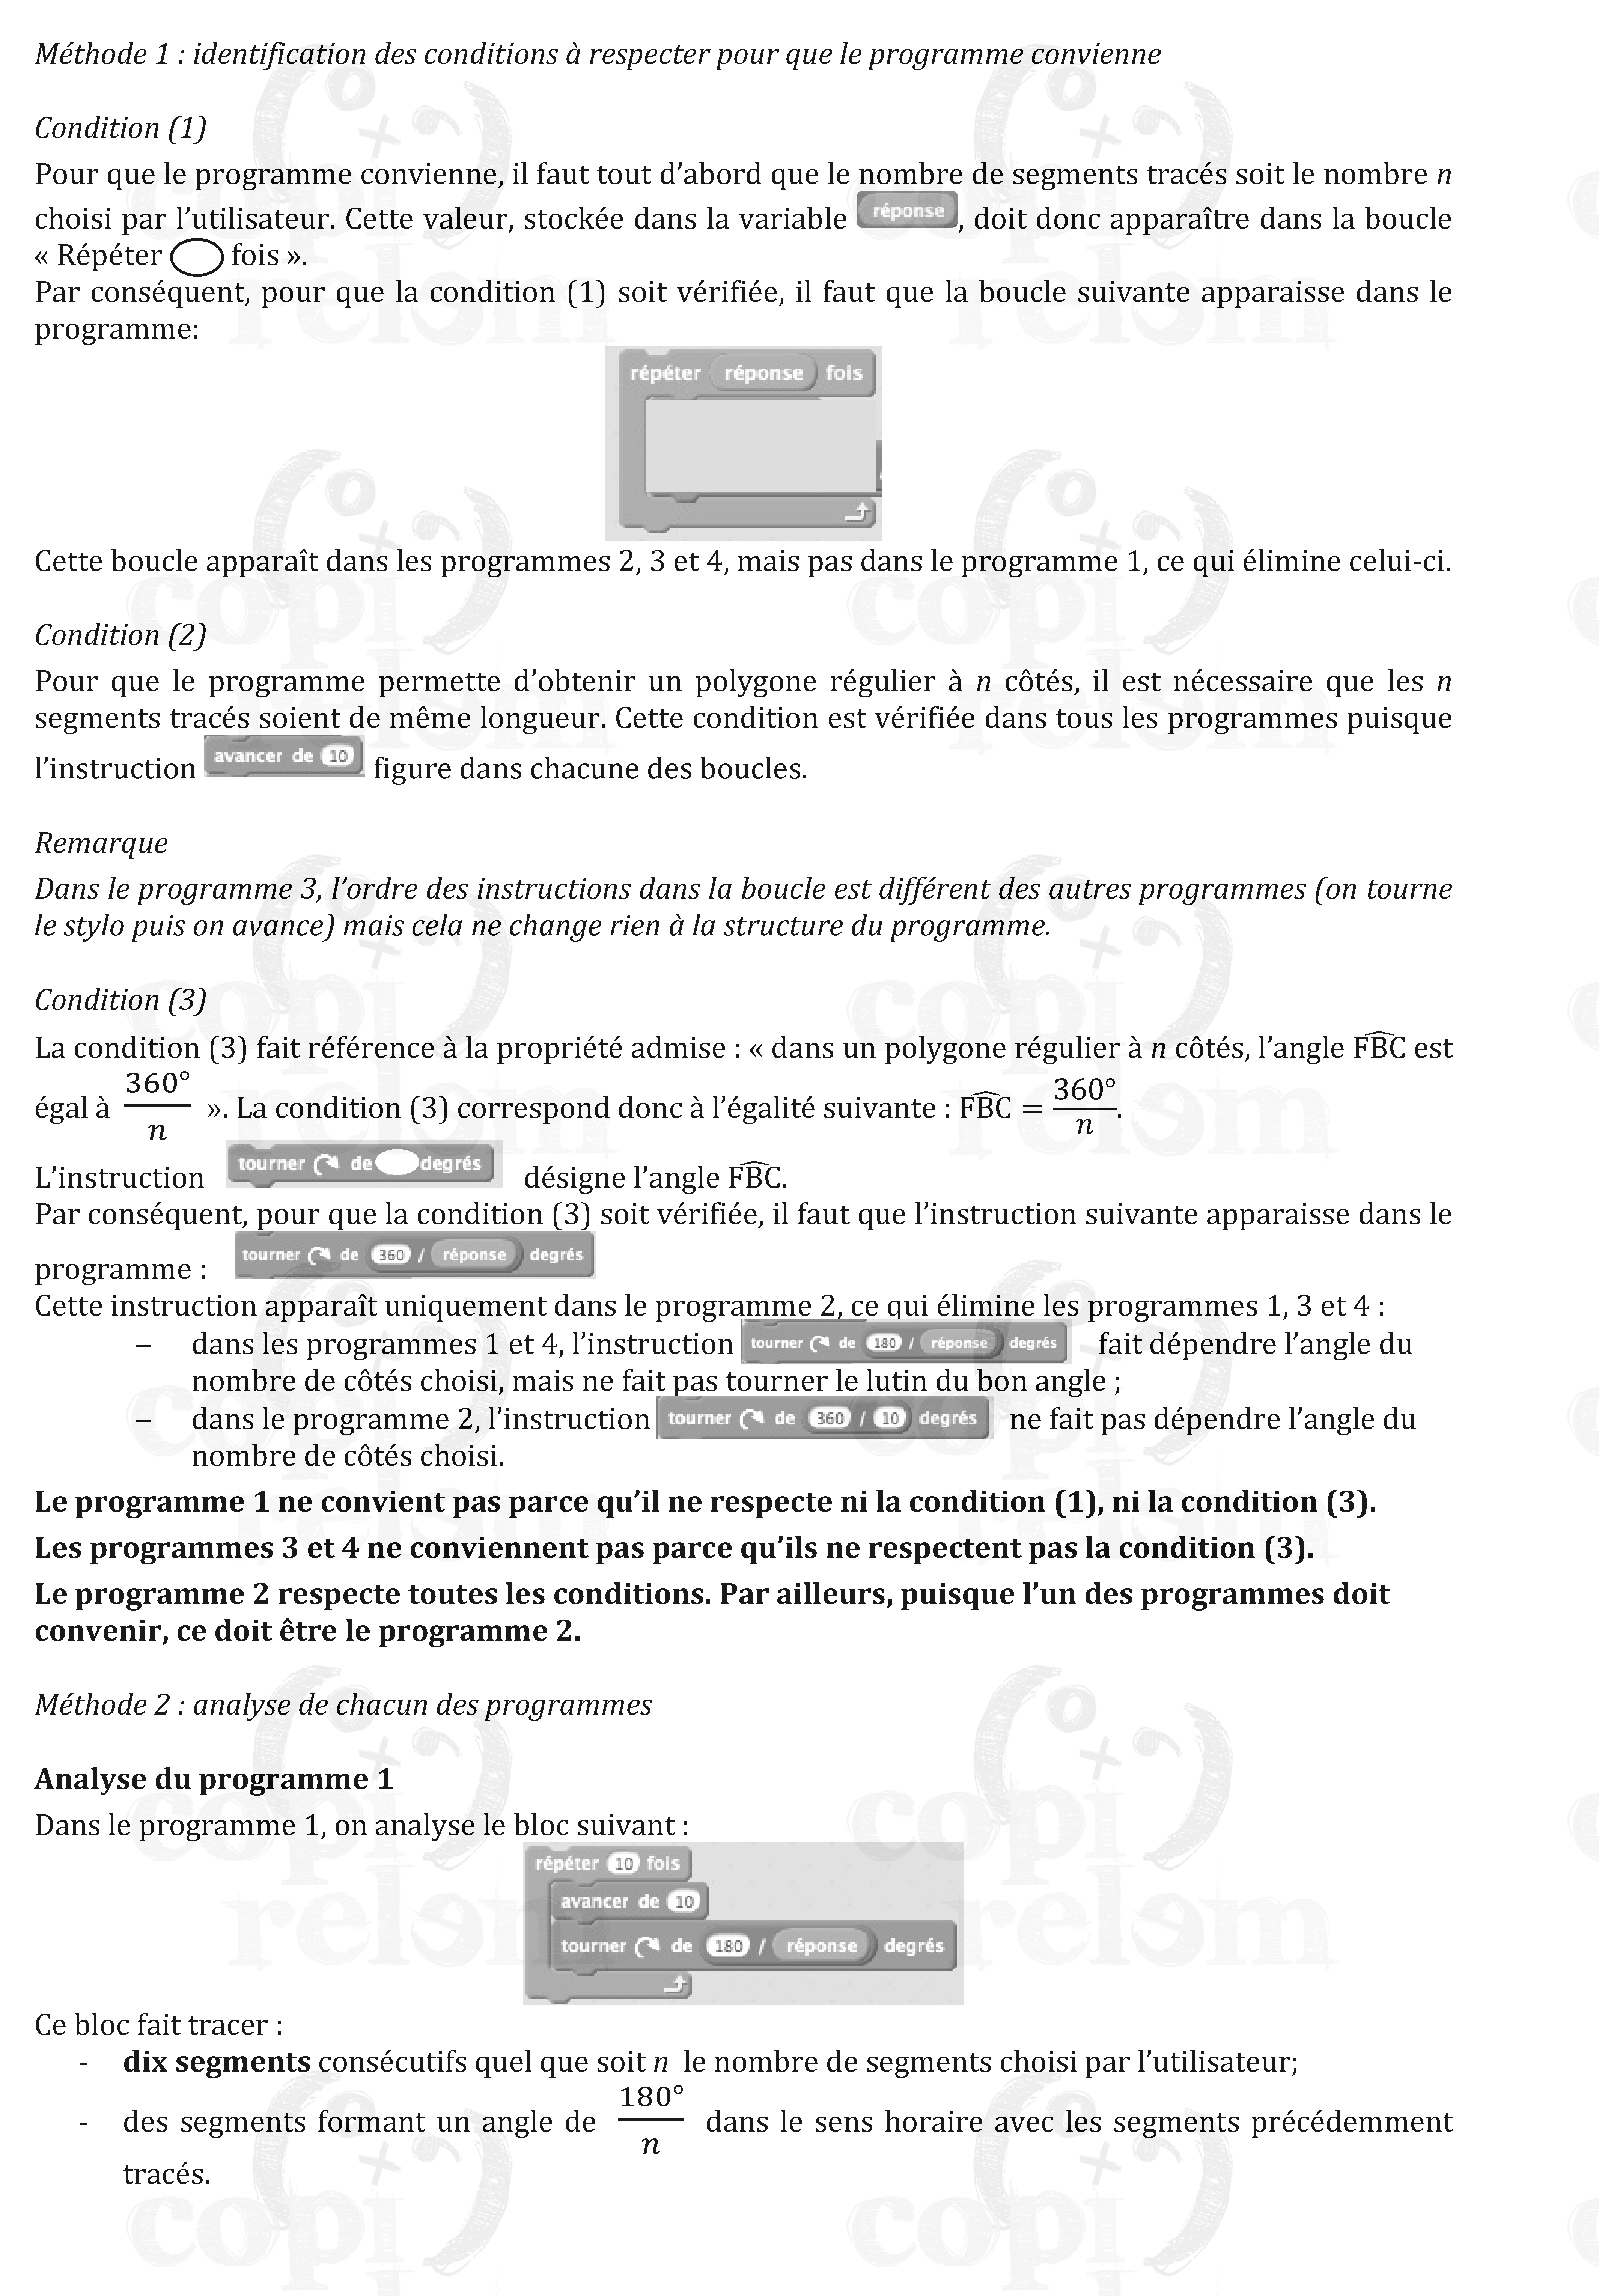 Méthode 1 : identification des conditions à respecter pour que le programme convienne
Condition (1)
Pour que le programme convienne, il faut tout d'abord que le nombre de segments tracés soit le nombre n
choisi par l'utilisateur. Cette valeur, stockée dans la variable réponse, doit donc apparaître dans la boucle
« Répéter fois ».
Par conséquent, pour que la condition (1) soit vérifiée, il faut que la boucle suivante apparaisse dans le
programme:
répéter réponse fois
Cette boucle apparaît dans les programmes 2, 3 et 4, mais pas dans le programme 1, ce qui élimine celui-ci.
Condition (2)
Pour que le programme permette d'obtenir un polygone régulier à n côtés, il est nécessaire que les n
segments tracés soient de même longueur. Cette condition est vérifiée dans tous les programmes puisque
l'instruction avancer de 10 figure dans chacune des boucles.
Remarque
Dans le programme 3, l'ordre des instructions dans la boucle est différent des autres programmes (on tourne
le stylo puis on avance) mais cela ne change rien à la structure du programme.
Condition (3)
La condition (3) fait référence à la propriété admise : « dans un polygone régulier à n côtés, l'angle FBC est
égal à 360°/n ». La condition (3) correspond donc à l'égalité suivante : FBC = 360°/n.
L'instruction tourner de degrés désigne l'angle FBC.
Par conséquent, pour que la condition (3) soit vérifiée, il faut que l'instruction suivante apparaisse dans le
programme : tourner de 360 / réponse degrés
Cette instruction apparaît uniquement dans le programme 2, ce qui élimine les programmes 1, 3 et 4 :
– dans les programmes 1 et 4, l'instruction tourner de 180 / réponse degrés fait dépendre l'angle du
nombre de côtés choisi, mais ne fait pas tourner le lutin du bon angle ;
– dans le programme 2, l'instruction tourner de 360 / 10 degrés ne fait pas dépendre l'angle du
nombre de côtés choisi.
Le programme 1 ne convient pas parce qu'il ne respecte ni la condition (1), ni la condition (3).
Les programmes 3 et 4 ne conviennent pas parce qu'ils ne respectent pas la condition (3).
Le programme 2 respecte toutes les conditions. Par ailleurs, puisque l'un des programmes doit
convenir, ce doit être le programme 2.
Méthode 2 : analyse de chacun des programmes
Analyse du programme 1
Dans le programme 1, on analyse le bloc suivant :
répéter 10 fois
avancer de 10
tourner de 180 / réponse degrés
Ce bloc fait tracer :
- dix segments consécutifs quel que soit n le nombre de segments choisi par l'utilisateur;
- des segments formant un angle de 180°/n dans le sens horaire avec les segments précédemment
tracés.